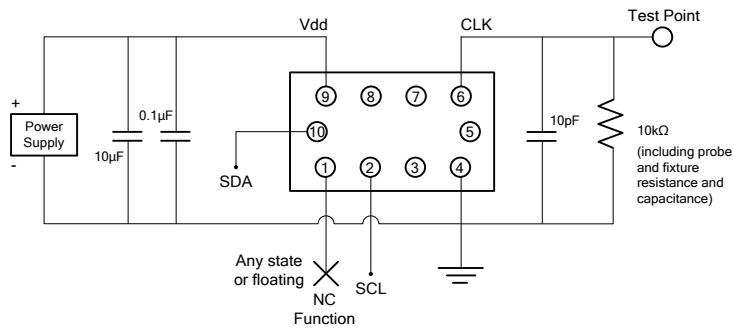 Vdd
CLK
Test Point
9
8
7
6
+
Power
Supply
-
10µF
0.1µF
10
5
10pF
10kΩ
(including probe
and fixture
resistance and
capacitance)
SDA
1
2
3
4
Any state
or floating
NC
Function
SCL